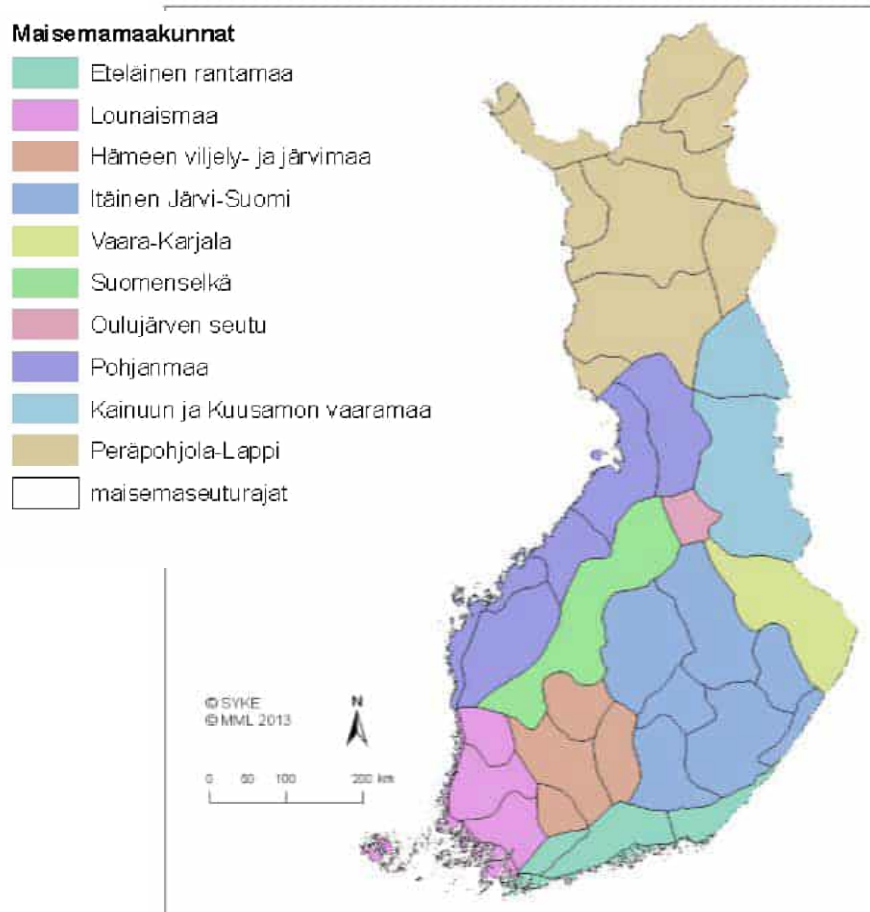 Maisemamaakunnat
Eteläinen rantamaa
Lounaismaa
Hämeen viljely- ja järvimaa
Itäinen Järvi-Suomi
Vaara-Karjala
Suomenselkä
Oulujärven seutu
Pohjanmaa
Kainuun ja Kuusamon vaaramaa
Peräpohjola-Lappi
maisemaseuturajat
© SYKE
© MML 2013
N
0 50 100 200 km